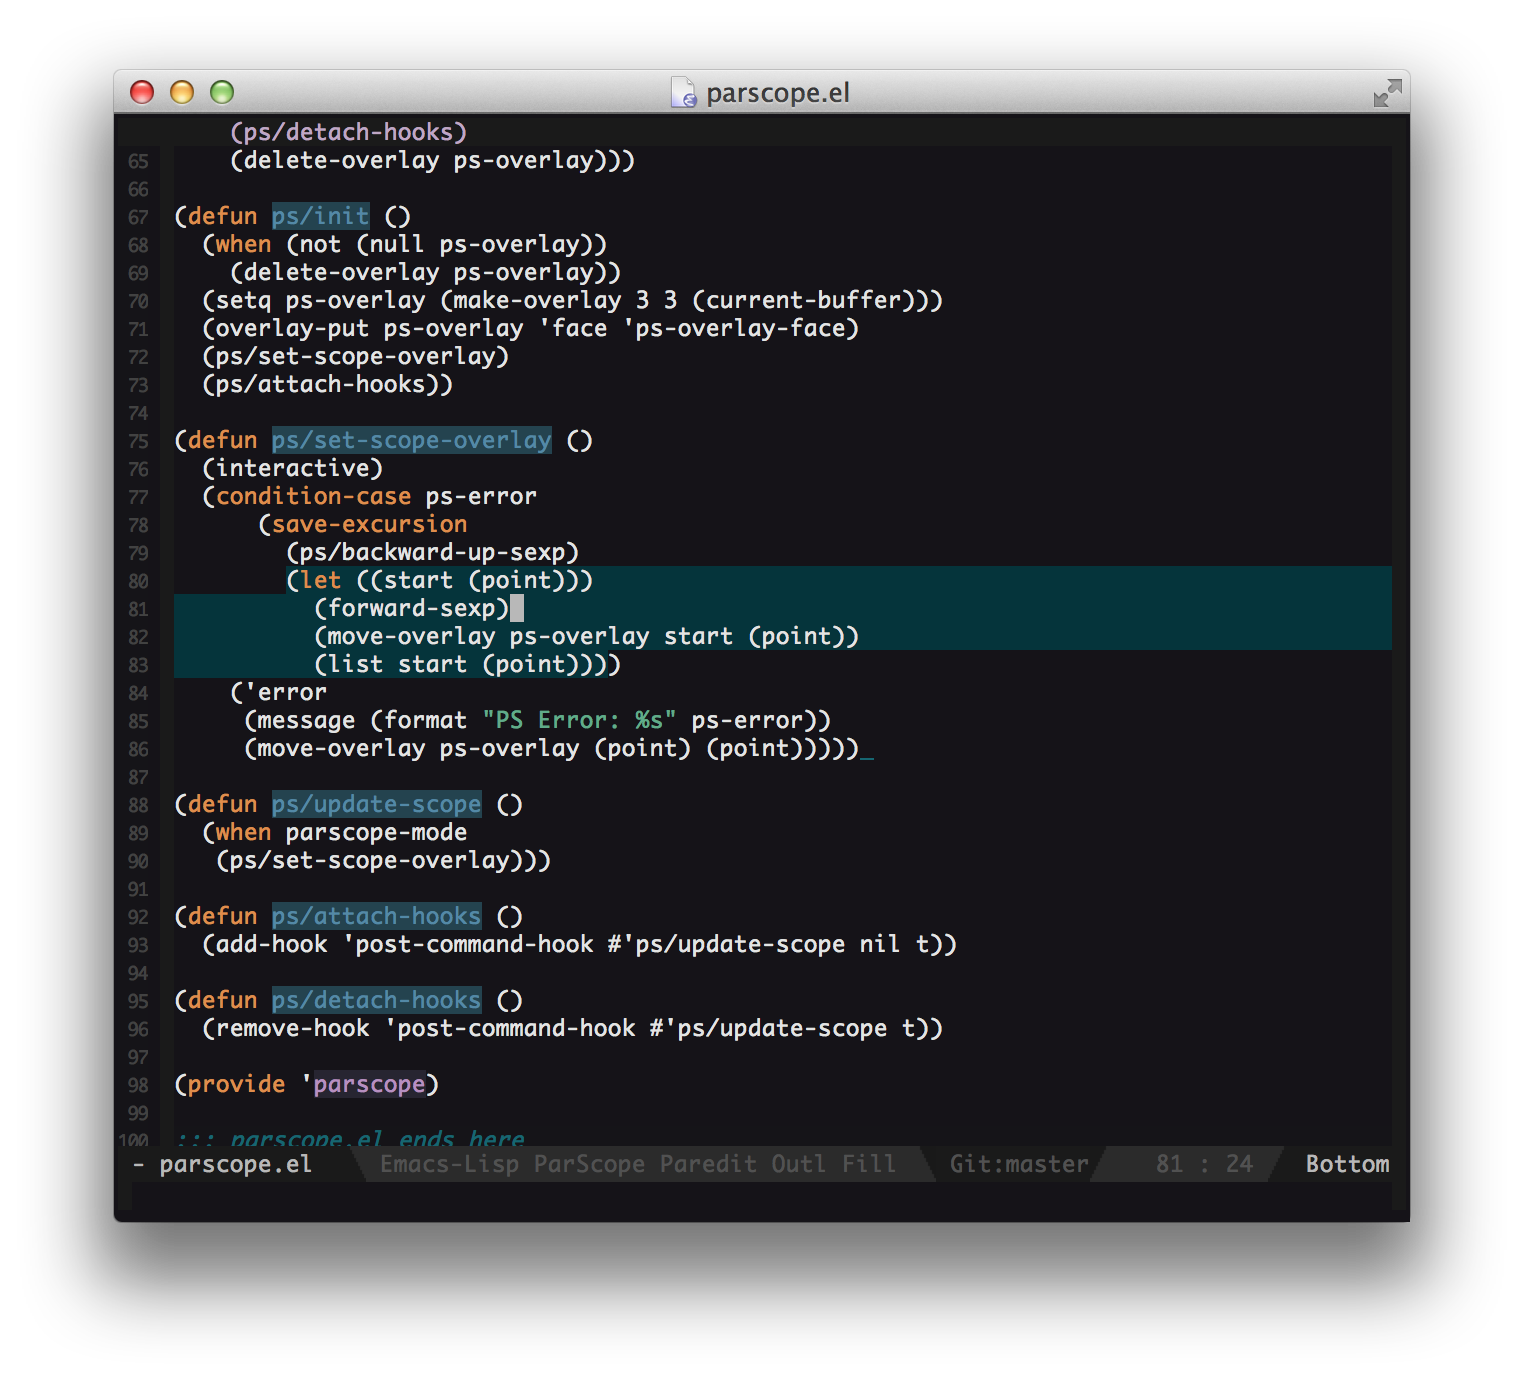 parscope.el
    (ps/detach-hooks)
65     (delete-overlay ps-overlay)))
66
67 (defun ps/init ()
68   (when (not (null ps-overlay))
69     (delete-overlay ps-overlay))
70   (setq ps-overlay (make-overlay 3 3 (current-buffer)))
71   (overlay-put ps-overlay 'face 'ps-overlay-face)
72   (ps/set-scope-overlay)
73   (ps/attach-hooks))
74
75 (defun ps/set-scope-overlay ()
76   (interactive)
77   (condition-case ps-error
78       (save-excursion
79         (ps/backward-up-sexp)
80         (let ((start (point)))
81           (forward-sexp)
82           (move-overlay ps-overlay start (point))
83           (list start (point))))
84     ('error
85      (message (format "PS Error: %s" ps-error))
86      (move-overlay ps-overlay (point) (point)))))_
87
88 (defun ps/update-scope ()
89   (when parscope-mode
90    (ps/set-scope-overlay)))
91
92 (defun ps/attach-hooks ()
93   (add-hook 'post-command-hook #'ps/update-scope nil t))
94
95 (defun ps/detach-hooks ()
96   (remove-hook 'post-command-hook #'ps/update-scope t))
97
98 (provide 'parscope)
99
100 ;;; parscope.el ends here
- parscope.el Emacs-Lisp ParScope Paredit Outl Fill Git:master 81 : 24 Bottom